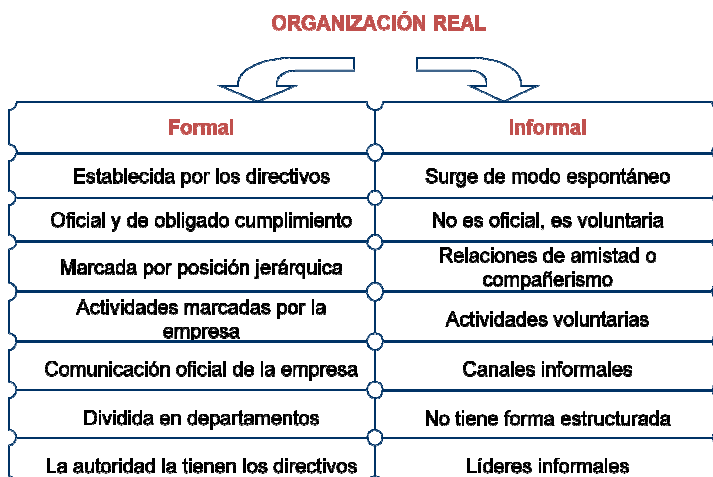 ORGANIZACIÓN REAL
Formal
Informal
Establecida por los directivos
Surge de modo espontáneo
Oficial y de obligado cumplimiento
No es oficial, es voluntaria
Marcada por posición jerárquica
Relaciones de amistad o
compañerismo
Actividades marcadas por la
empresa
Actividades voluntarias
Comunicación oficial de la empresa
Canales informales
Dividida en departamentos
No tiene forma estructurada
La autoridad la tienen los directivos
Líderes informales